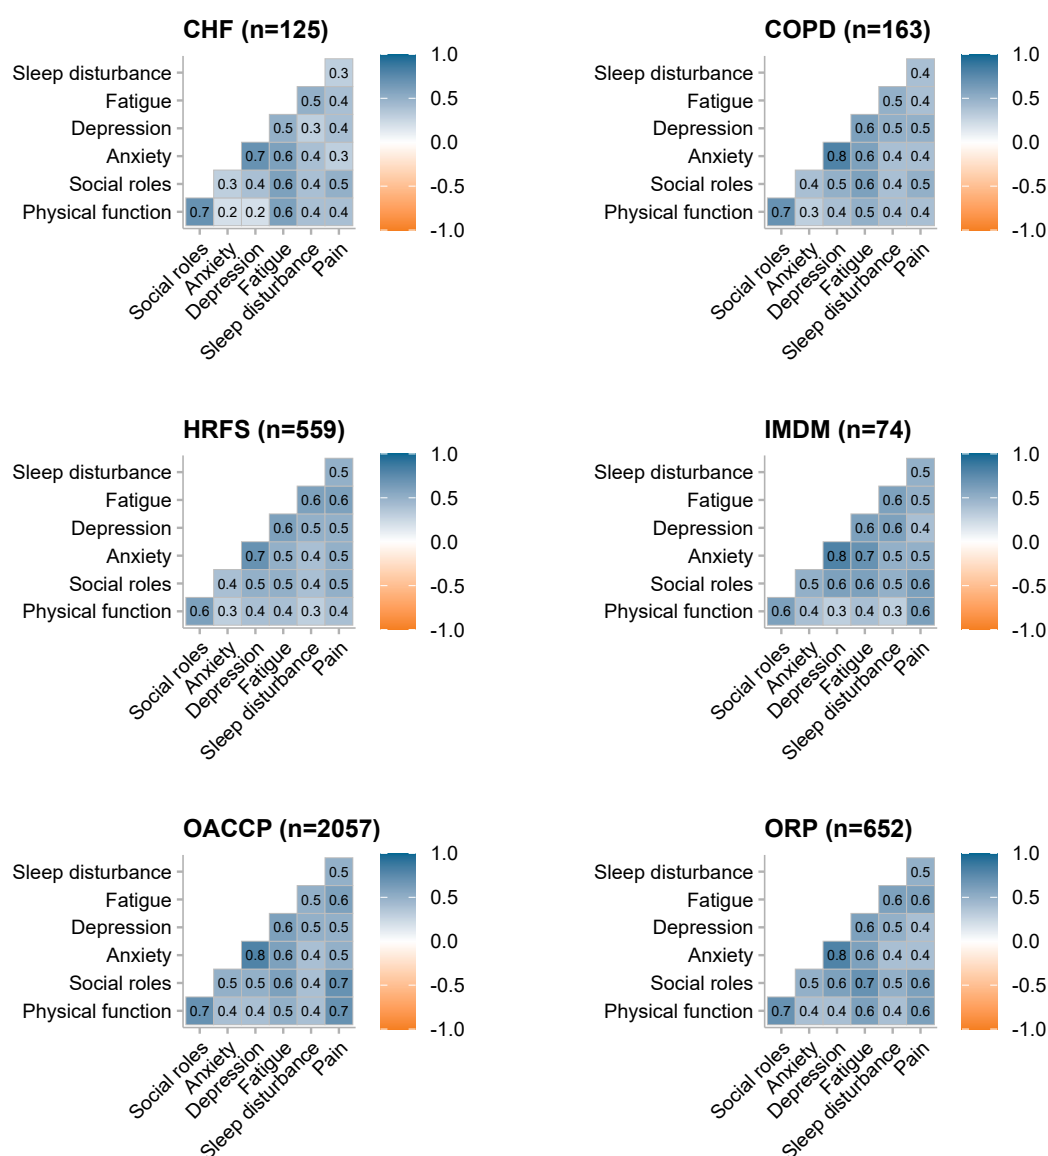 CHF (n=125)
Sleep disturbance 0.3
Fatigue 0.5 0.4
Depression 0.5 0.3 0.4
Anxiety 0.7 0.6 0.4 0.3
Social roles 0.3 0.4 0.6 0.4 0.5
Physical function 0.7 0.2 0.2 0.6 0.4 0.4
Social roles
Anxiety
Depression
Fatigue
Sleep disturbance
Pain
1.0
0.5
0.0
-0.5
-1.0
COPD (n=163)
Sleep disturbance 0.4
Fatigue 0.5 0.4
Depression 0.6 0.5 0.5
Anxiety 0.8 0.6 0.4 0.4
Social roles 0.4 0.5 0.6 0.4 0.5
Physical function 0.7 0.3 0.4 0.5 0.4 0.4
Social roles
Anxiety
Depression
Fatigue
Sleep disturbance
Pain
1.0
0.5
0.0
-0.5
-1.0
HRFS (n=559)
Sleep disturbance 0.5
Fatigue 0.6 0.6
Depression 0.6 0.5 0.5
Anxiety 0.7 0.5 0.4 0.5
Social roles 0.4 0.5 0.5 0.4 0.5
Physical function 0.6 0.3 0.4 0.4 0.3 0.4
Social roles
Anxiety
Depression
Fatigue
Sleep disturbance
Pain
1.0
0.5
0.0
-0.5
-1.0
IMDM (n=74)
Sleep disturbance 0.5
Fatigue 0.6 0.5
Depression 0.6 0.6 0.4
Anxiety 0.8 0.7 0.5 0.5
Social roles 0.5 0.6 0.6 0.5 0.6
Physical function 0.6 0.4 0.3 0.4 0.3 0.6
Social roles
Anxiety
Depression
Fatigue
Sleep disturbance
Pain
1.0
0.5
0.0
-0.5
-1.0
OACCP (n=2057)
Sleep disturbance 0.5
Fatigue 0.5 0.6
Depression 0.6 0.5 0.5
Anxiety 0.8 0.6 0.4 0.5
Social roles 0.5 0.5 0.6 0.4 0.7
Physical function 0.7 0.4 0.4 0.5 0.4 0.7
Social roles
Anxiety
Depression
Fatigue
Sleep disturbance
Pain
1.0
0.5
0.0
-0.5
-1.0
ORP (n=652)
Sleep disturbance 0.5
Fatigue 0.6 0.6
Depression 0.6 0.5 0.4
Anxiety 0.8 0.6 0.4 0.4
Social roles 0.5 0.6 0.7 0.5 0.6
Physical function 0.7 0.4 0.4 0.6 0.4 0.6
Social roles
Anxiety
Depression
Fatigue
Sleep disturbance
Pain
1.0
0.5
0.0
-0.5
-1.0